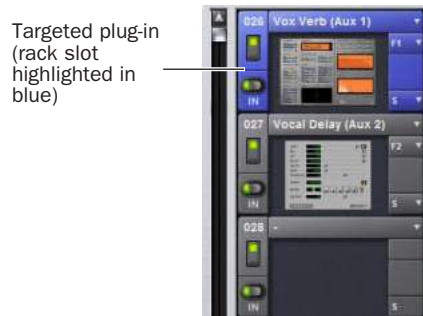 Targeted plug-in
(rack slot
highlighted in
blue)
026 Vox Verb (Aux 1)
F1
IN
S
027 Vocal Delay (Aux 2)
F2
IN
S
028 -
IN
S